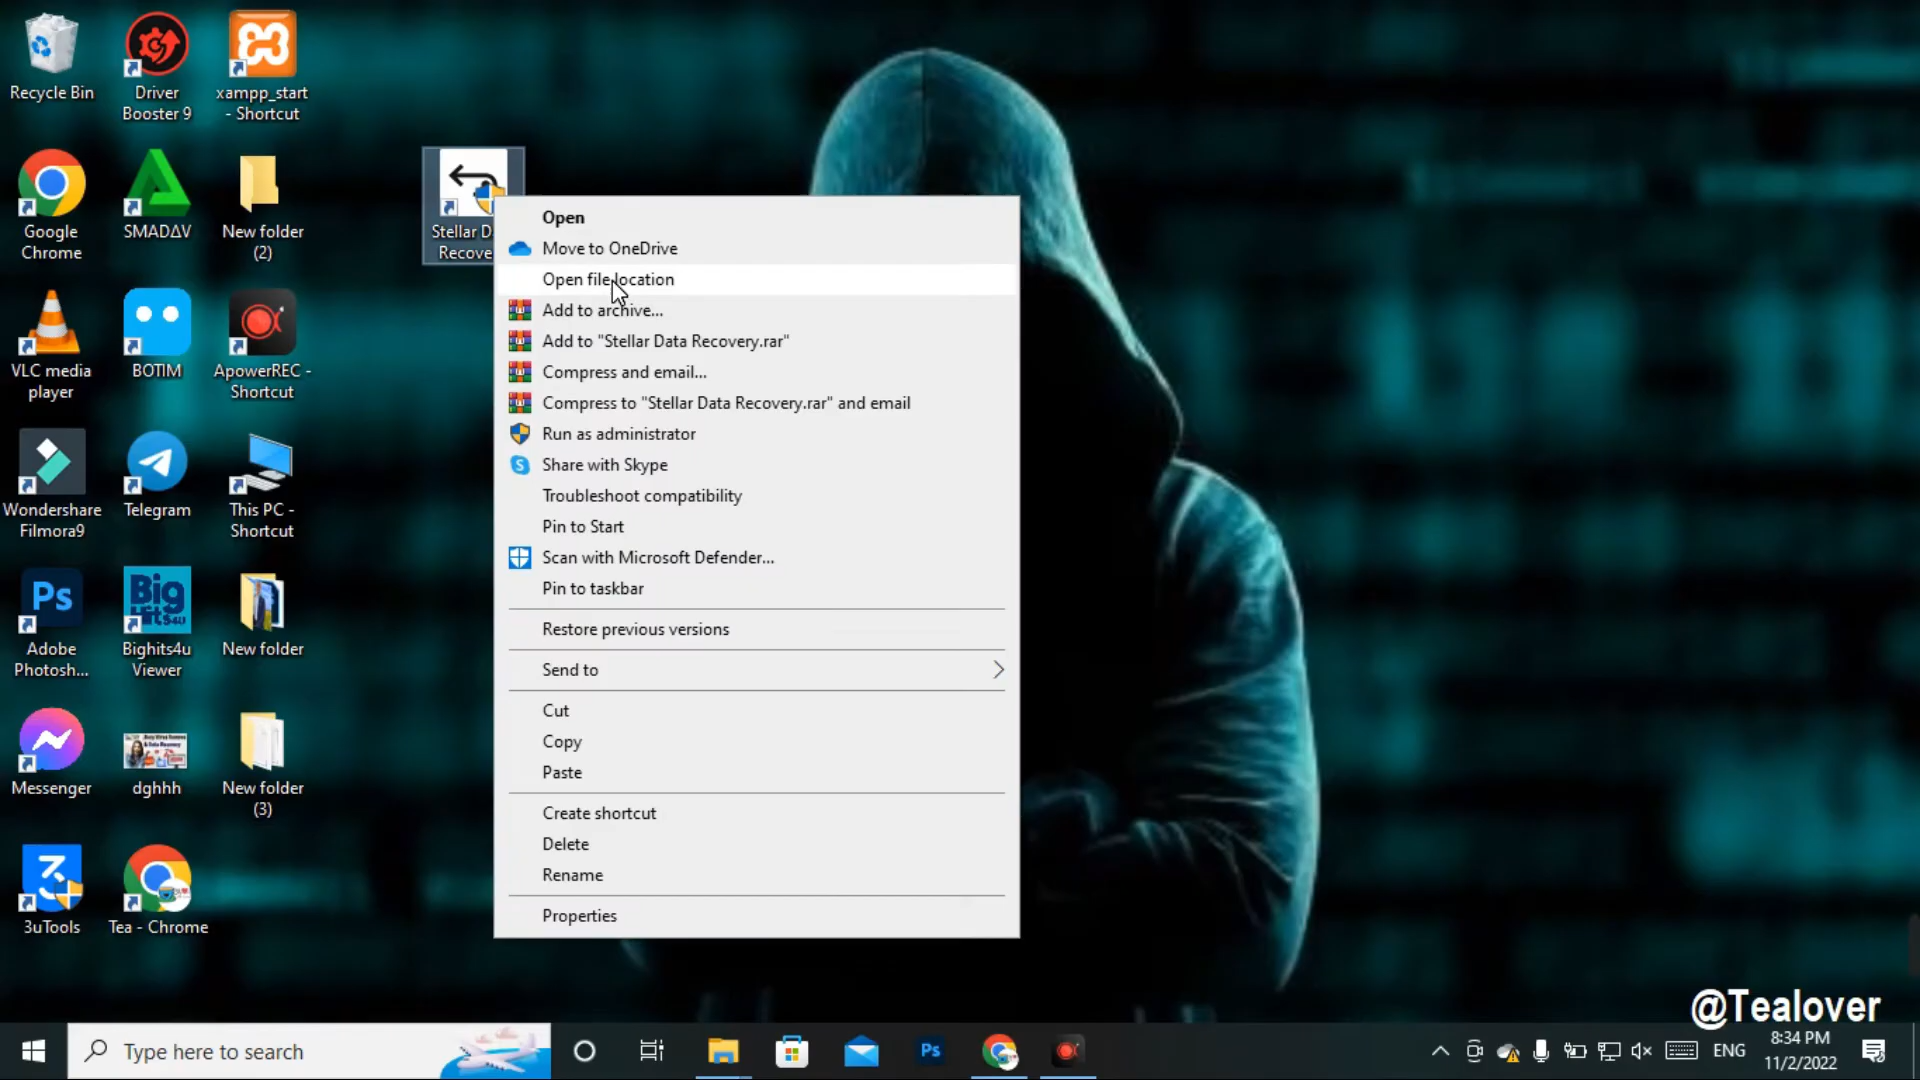 Recycle Bin
Driver
Booster 9
xampp_start
- Shortcut
Google
Chrome
SMADΔV
New folder
(2)
Stellar D
Recove
VLC media
player
BOTIM
ApowerREC -
Shortcut
Wondershare
Filmora9
Telegram
This PC -
Shortcut
Ps
Adobe
Photosh...
Big
Hits4U
Bighits4u
Viewer
New folder
Messenger
dghhh
New folder
(3)
3uTools
Tea - Chrome
Open
Move to OneDrive
Open file location
Add to archive...
Add to "Stellar Data Recovery.rar"
Compress and email...
Compress to "Stellar Data Recovery.rar" and email
Run as administrator
Share with Skype
Troubleshoot compatibility
Pin to Start
Scan with Microsoft Defender...
Pin to taskbar
Restore previous versions
Send to
Cut
Copy
Paste
Create shortcut
Delete
Rename
Properties
@Tealover
Type here to search
Ps
ENG
8:34 PM
11/2/2022